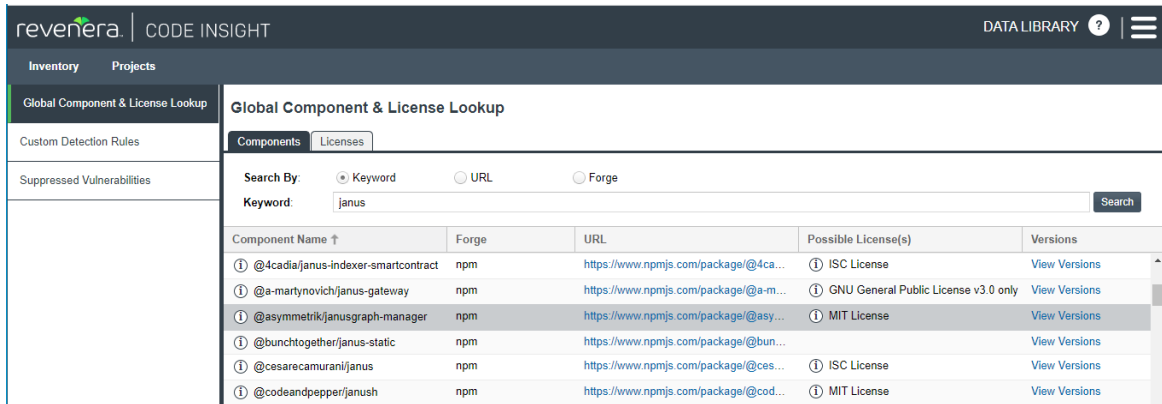 revenera. CODE INSIGHT DATA LIBRARY ?
Inventory Projects
Global Component & License Lookup
Custom Detection Rules
Suppressed Vulnerabilities
Global Component & License Lookup
Components Licenses
Search By: Keyword URL Forge
Keyword: janus Search
Component Name ↑ Forge URL Possible License(s) Versions
i @4cadia/janus-indexer-smartcontract npm https://www.npmjs.com/package/@4ca... i ISC License View Versions
i @a-martynovich/janus-gateway npm https://www.npmjs.com/package/@a-m... i GNU General Public License v3.0 only View Versions
i @asymmetrik/janusgraph-manager npm https://www.npmjs.com/package/@asy... i MIT License View Versions
i @bunchtogether/janus-static npm https://www.npmjs.com/package/@bun... View Versions
i @cesarecamurani/janus npm https://www.npmjs.com/package/@ces... i ISC License View Versions
i @codeandpepper/janush npm https://www.npmjs.com/package/@cod... i MIT License View Versions